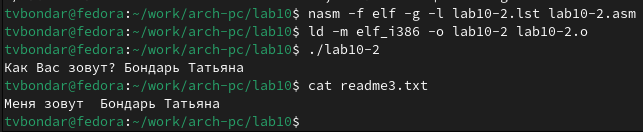 tvbondar@fedora:~/work/arch-pc/lab10$ nasm -f elf -g -l lab10-2.lst lab10-2.asm
tvbondar@fedora:~/work/arch-pc/lab10$ ld -m elf_i386 -o lab10-2 lab10-2.o
tvbondar@fedora:~/work/arch-pc/lab10$ ./lab10-2
Как Вас зовут? Бондарь Татьяна
tvbondar@fedora:~/work/arch-pc/lab10$ cat readme3.txt
Меня зовут  Бондарь Татьяна
tvbondar@fedora:~/work/arch-pc/lab10$